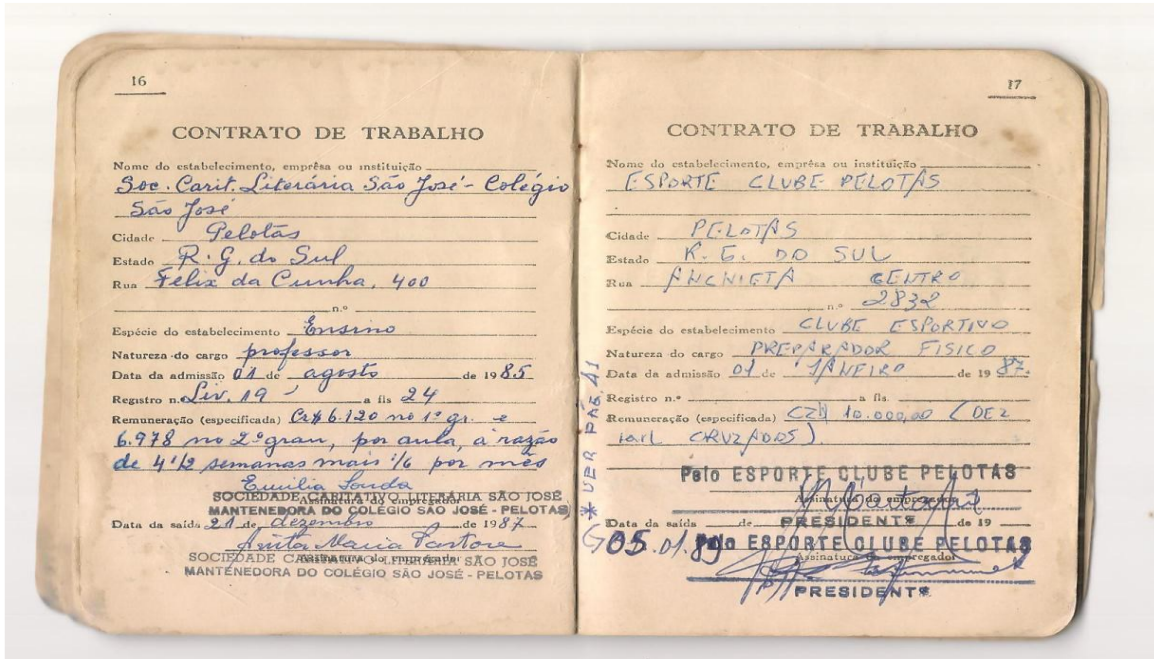 16
CONTRATO DE TRABALHO
Nome do estabelecimento, emprêsa ou instituição
Soc. Carit. Literária São José - Colégio
São José
Cidade Pelotas
Estado R. G. do Sul
Rua Felix da Cunha, 400
n.º
Espécie do estabelecimento Ensino
Natureza do cargo professor
Data da admissão 01 de agosto de 1985
Registro n.º Liv. 19 a fls 24
Remuneração (especificada) Cr$ 6.120 no 1º gr. e
6.978 no 2º grau, por aula, à razão
de 4 1/2 semanas mais 1/6 por mês
SOCIEDADE CARITATIVO LITERÁRIA SÃO JOSÉ
Assinatura do empregador
MANTENEDORA DO COLÉGIO SÃO JOSÉ - PELOTAS
Data da saída 21 de dezembro de 1987
Anita Maria Pastore
SOCIEDADE CARITATIVO LITERÁRIA SÃO JOSÉ
Assinatura do empregador
MANTENEDORA DO COLÉGIO SÃO JOSÉ - PELOTAS
17
CONTRATO DE TRABALHO
Nome do estabelecimento, emprêsa ou instituição
ESPORTE CLUBE PELOTAS
Cidade PELOTAS
Estado R. G. DO SUL
Rua ANCHIETA CENTRO
n.º 2832
Espécie do estabelecimento CLUBE ESPORTIVO
Natureza do cargo PREPARADOR FISICO
Data da admissão 01 de JANEIRO de 1987.
Registro n.º a fls.
Remuneração (especificada) CZ$ 10.000,00 (DEZ
MIL CRUZADOS)
Pelo ESPORTE CLUBE PELOTAS
Assinatura do empregador
PRESIDENTE
Data da saída de de 19
05.01.89
Pelo ESPORTE CLUBE PELOTAS
Assinatura do empregador
PRESIDENTE
* VER PÁG. 41